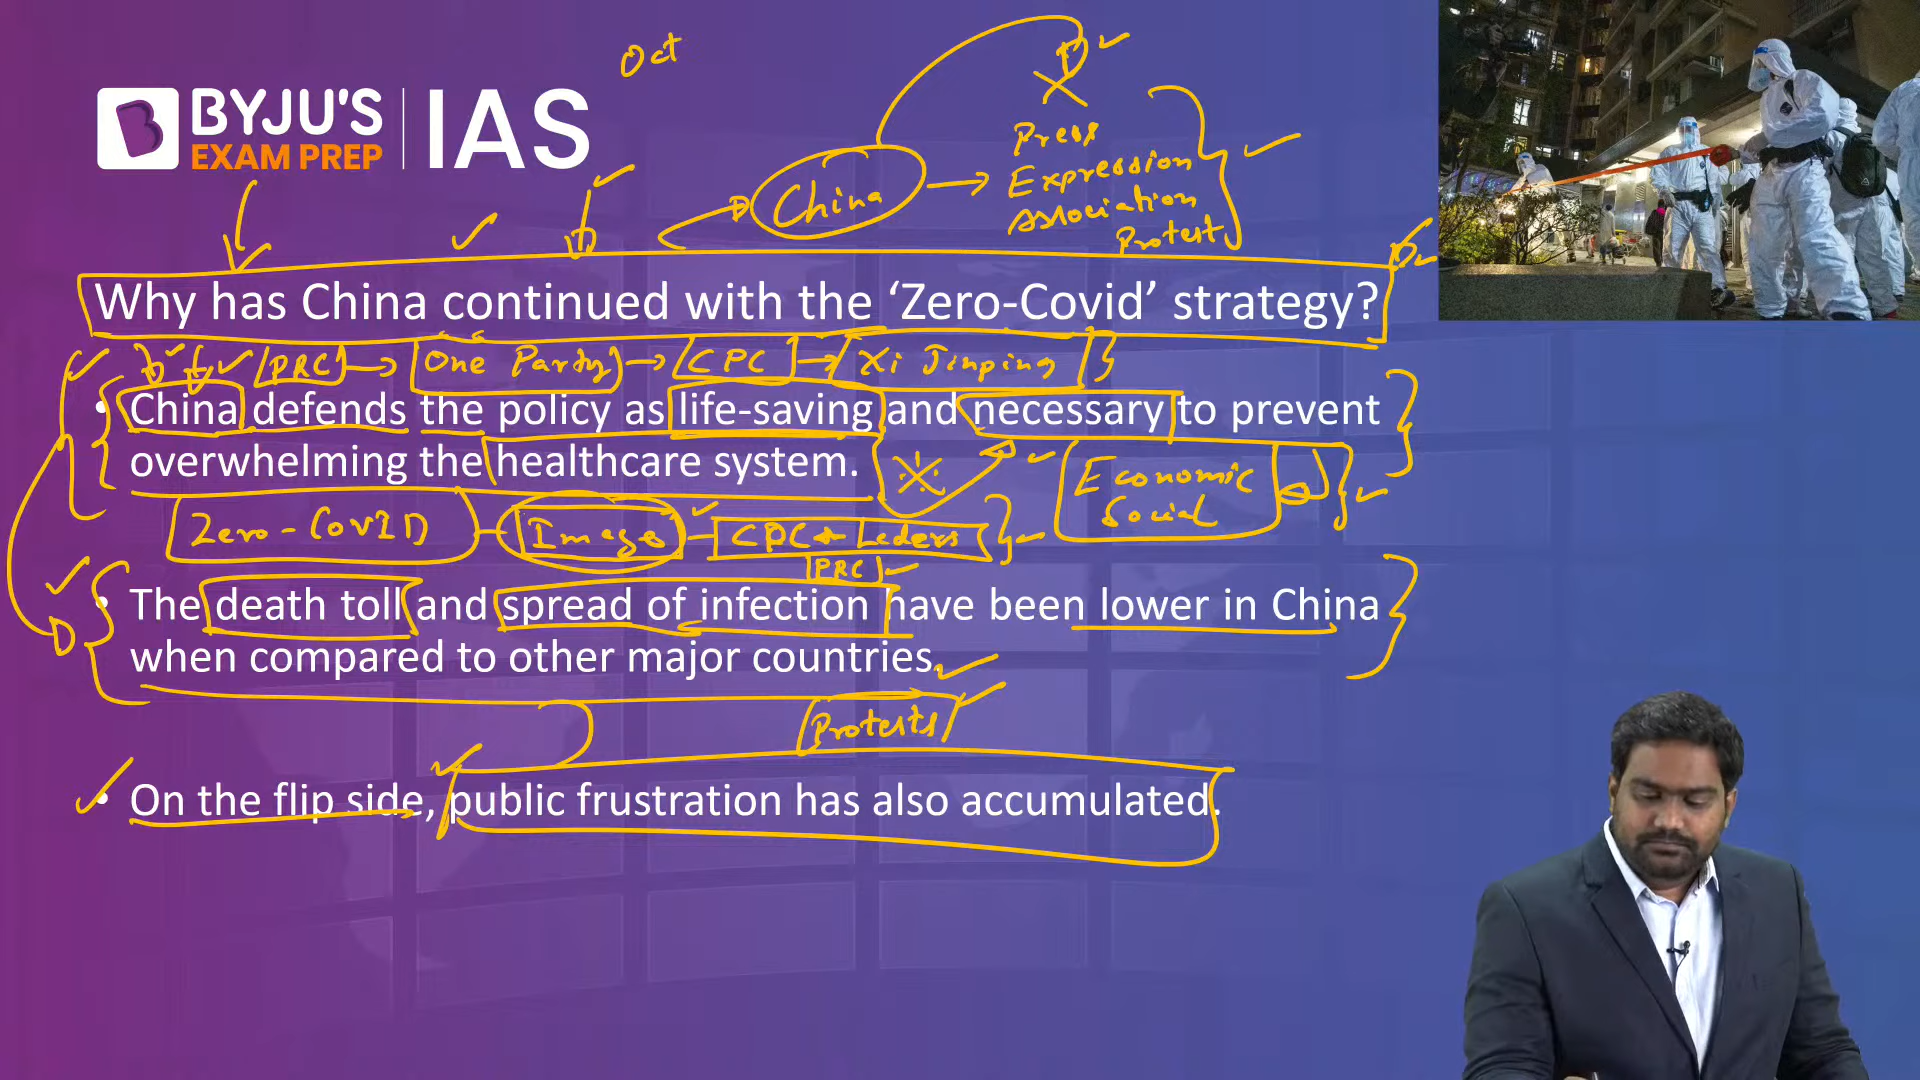 Oct
BYJU'S
EXAM PREP
IAS
China
Press
Expression
Association
Protest
Why has China continued with the ‘Zero-Covid’ strategy?
PRC → One Party → CPC → Xi Jinping
• China defends the policy as life-saving and necessary to prevent
overwhelming the healthcare system.
Economic
Social
Zero-COVID
Image
CPC + Leders
PRC
• The death toll and spread of infection have been lower in China
when compared to other major countries.
Protests
• On the flip side, public frustration has also accumulated.